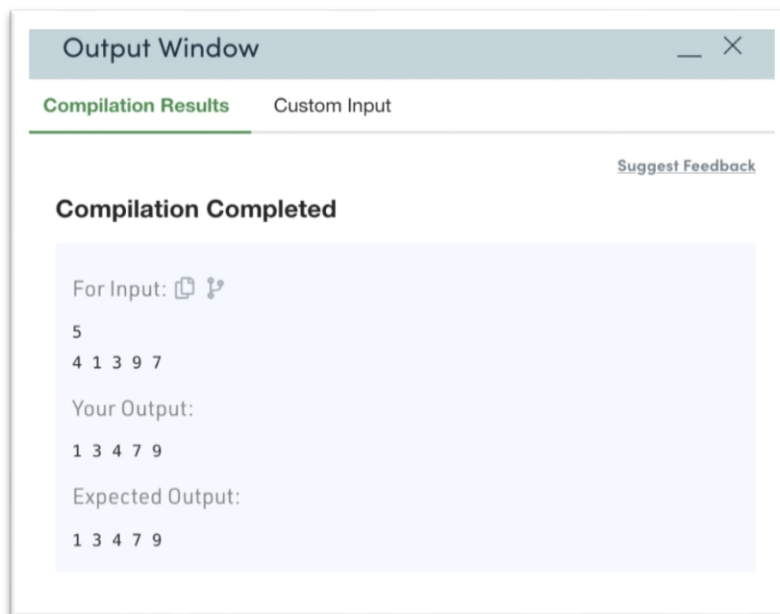 Output Window
Compilation Results Custom Input
Suggest Feedback
Compilation Completed
For Input:
5
4 1 3 9 7
Your Output:
1 3 4 7 9
Expected Output:
1 3 4 7 9